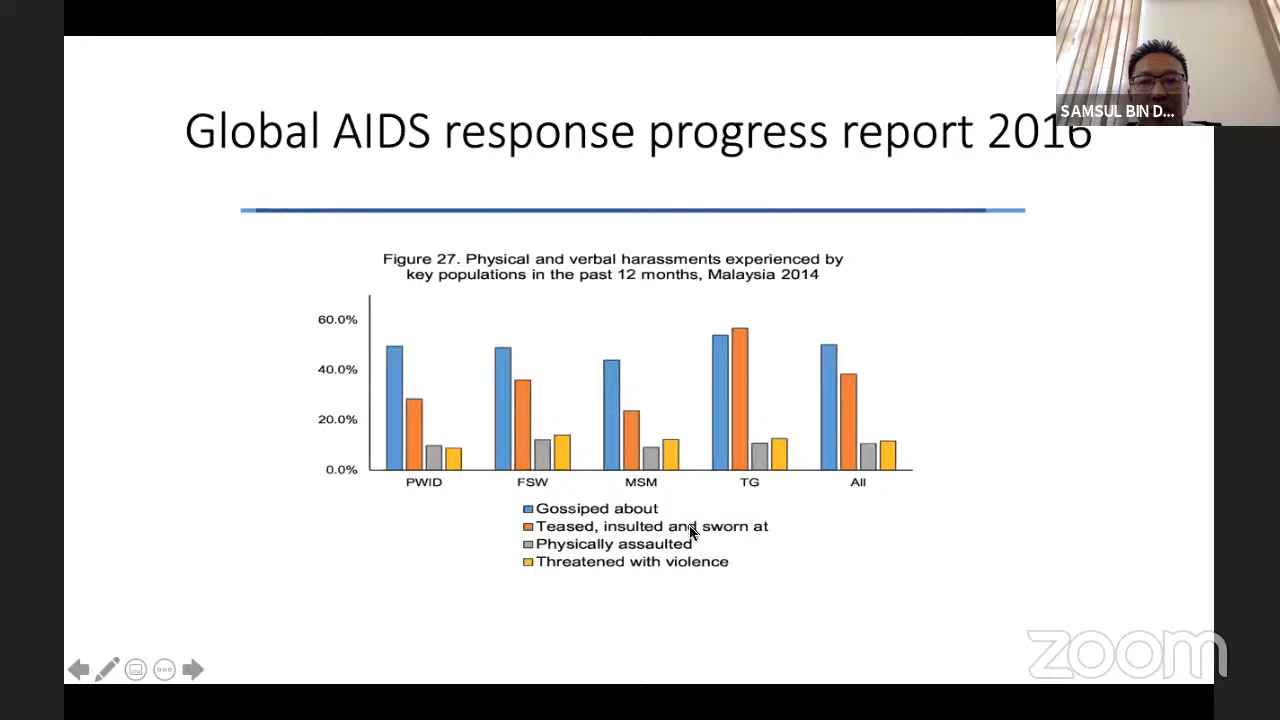 SAMSUL BIN D...
Global AIDS response progress report 2016
Figure 27. Physical and verbal harassments experienced by
key populations in the past 12 months, Malaysia 2014
60.0%
40.0%
20.0%
0.0%
PWID FSW MSM TG All
Gossiped about
Teased, insulted and sworn at
Physically assaulted
Threatened with violence
zoom